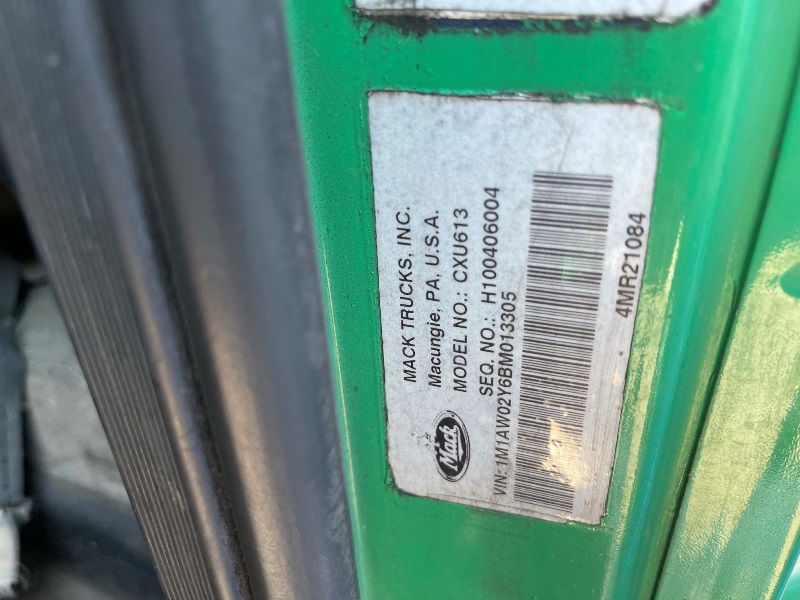 MACK TRUCKS, INC.
Macungie, PA, U.S.A.
MODEL NO.: CXU613
SEQ. NO.: H100406004
Mack
VIN: 1M1AW02Y6BM013305
4MR21084